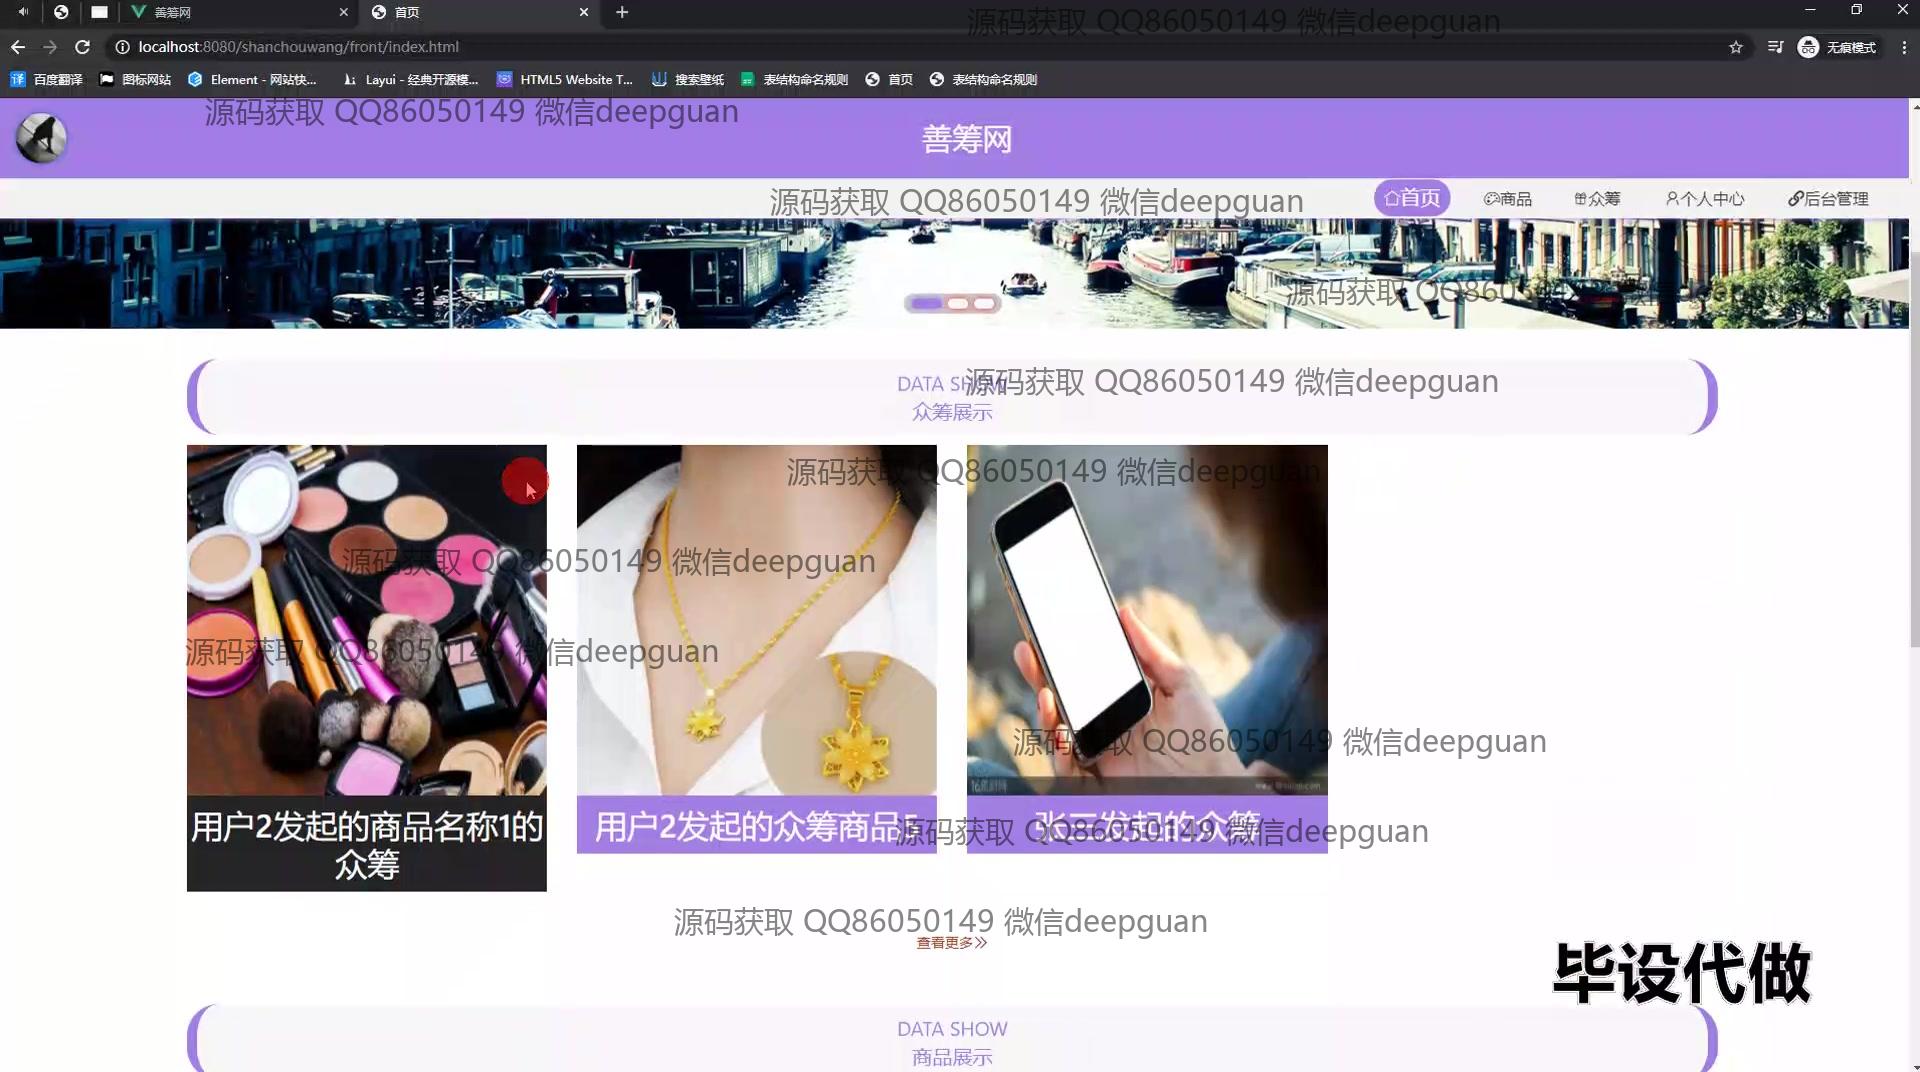 善筹网
首页
源码获取 QQ86050149 微信deepguan
localhost:8080/shanchouwang/front/index.html
无痕模式
百度翻译
图标网站
Element - 网站快...
Layui - 经典开源模...
HTML5 Website T...
搜索壁纸
表结构命名规则
首页
表结构命名规则
源码获取 QQ86050149 微信deepguan
善筹网
源码获取 QQ86050149 微信deepguan
首页
商品
众筹
个人中心
后台管理
源码获取 QQ860
DATA SHOW
源码获取 QQ86050149 微信deepguan
众筹展示
源码获取 QQ86050149 微信deepguan
源码获取 QQ86050149 微信deepguan
源码获取 QQ86050149 微信deepguan
源码获取 QQ86050149 微信deepguan
用户2发起的商品名称1的
众筹
用户2发起的众筹商品5
张三发起的众筹
源码获取 QQ86050149 微信deepguan
源码获取 QQ86050149 微信deepguan
查看更多
毕设代做
DATA SHOW
商品展示